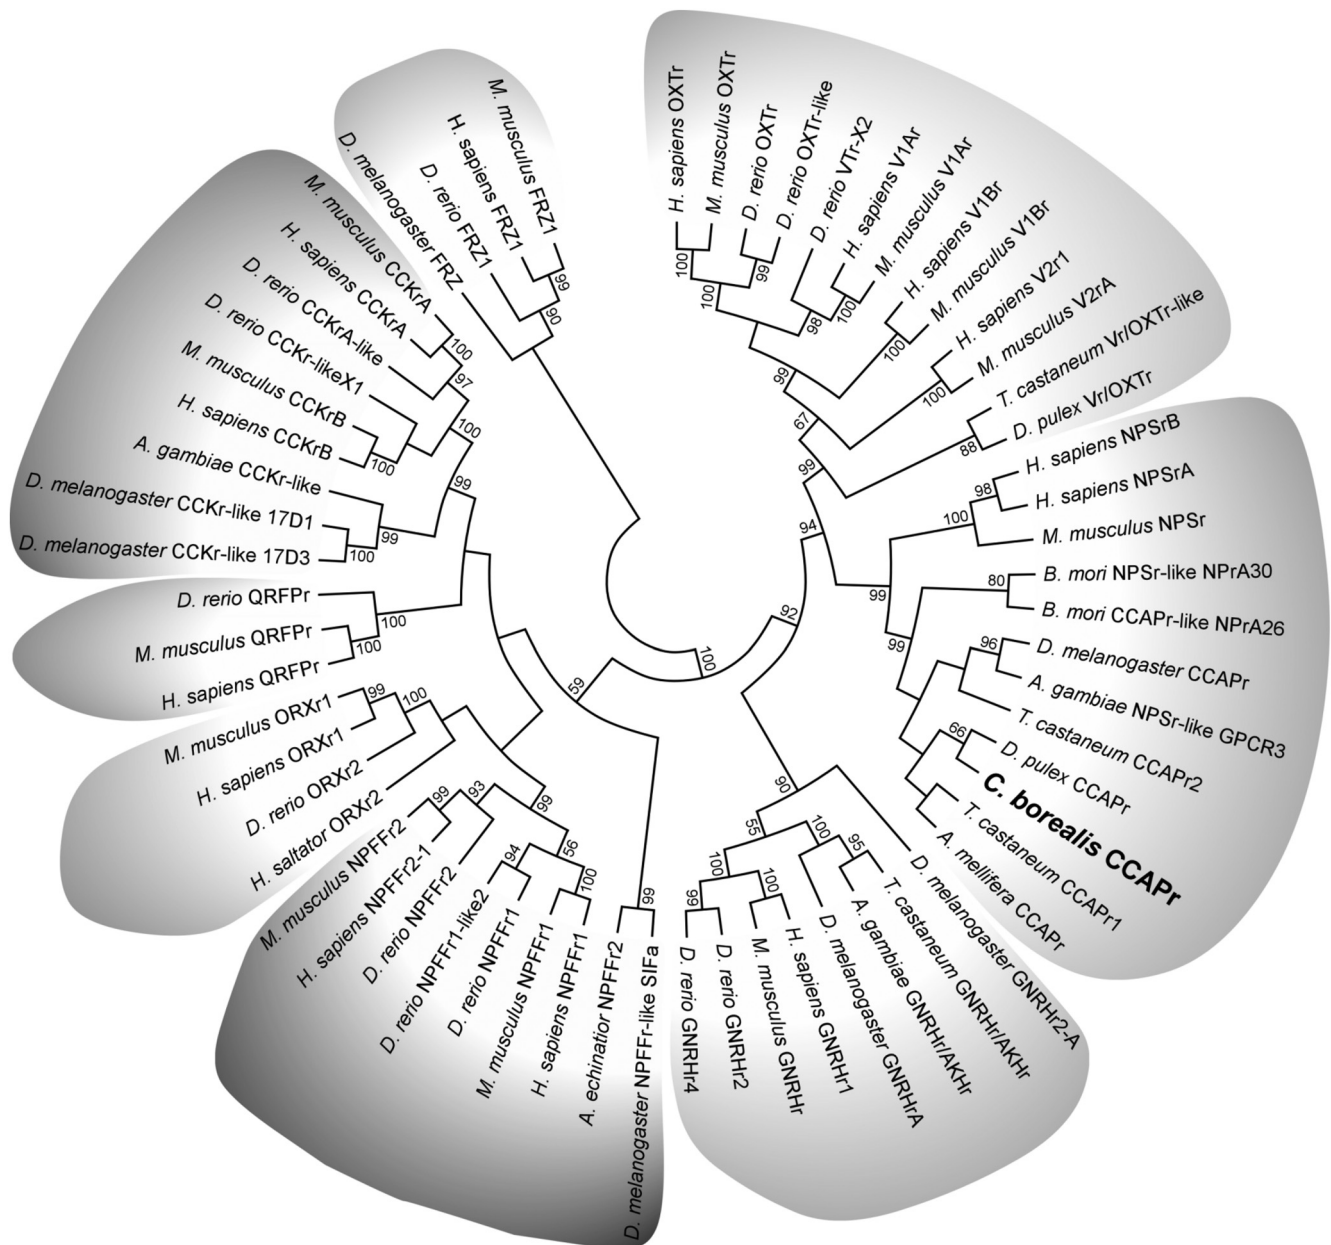 H. sapiens OXTr
M. musculus OXTr
D. rerio OXTr
D. rerio OXTr-like
D. rerio VTr-X2
H. sapiens V1Ar
M. musculus V1Ar
H. sapiens V1Br
M. musculus V1Br
H. sapiens V2r1
M. musculus V2rA
T. castaneum Vr/OXTr-like
D. pulex Vr/OXTr
100
100
99
98
100
99
100
67
100
99
88
94
H. sapiens NPSrB
H. sapiens NPSrA
M. musculus NPSr
B. mori NPSr-like NPrA30
B. mori CCAPr-like NPrA26
D. melanogaster CCAPr
A. gambiae NPSr-like GPCR3
T. castaneum CCAPr2
D. pulex CCAPr
C. borealis CCAPr
T. castaneum CCAPr1
A. mellifera CCAPr
98
100
99
80
99
96
66
92
D. melanogaster GNRHr2-A
T. castaneum GNRHr/AKHr
A. gambiae GNRHr/AKHr
D. melanogaster GNRHrA
H. sapiens GNRHr1
M. musculus GNRHr
D. rerio GNRHr2
D. rerio GNRHr4
90
55
100
95
100
100
99
D. melanogaster NPFFr-like SIFa
A. echinatior NPFFr2
H. sapiens NPFFr1
M. musculus NPFFr1
D. rerio NPFFr1
D. rerio NPFFr1-like2
D. rerio NPFFr2
H. sapiens NPFFr2-1
M. musculus NPFFr2
99
100
56
94
99
93
99
H. saltator ORXr2
D. rerio ORXr2
H. sapiens ORXr1
M. musculus ORXr1
100
99
H. sapiens QRFPr
M. musculus QRFPr
D. rerio QRFPr
100
100
D. melanogaster CCKr-like 17D3
D. melanogaster CCKr-like 17D1
A. gambiae CCKr-like
H. sapiens CCKrB
M. musculus CCKrB
D. rerio CCKr-likeX1
D. rerio CCKrA-like
H. sapiens CCKrA
M. musculus CCKrA
100
99
99
100
100
97
100
D. melanogaster FRZ
D. rerio FRZ1
H. sapiens FRZ1
M. musculus FRZ1
90
99
59
100